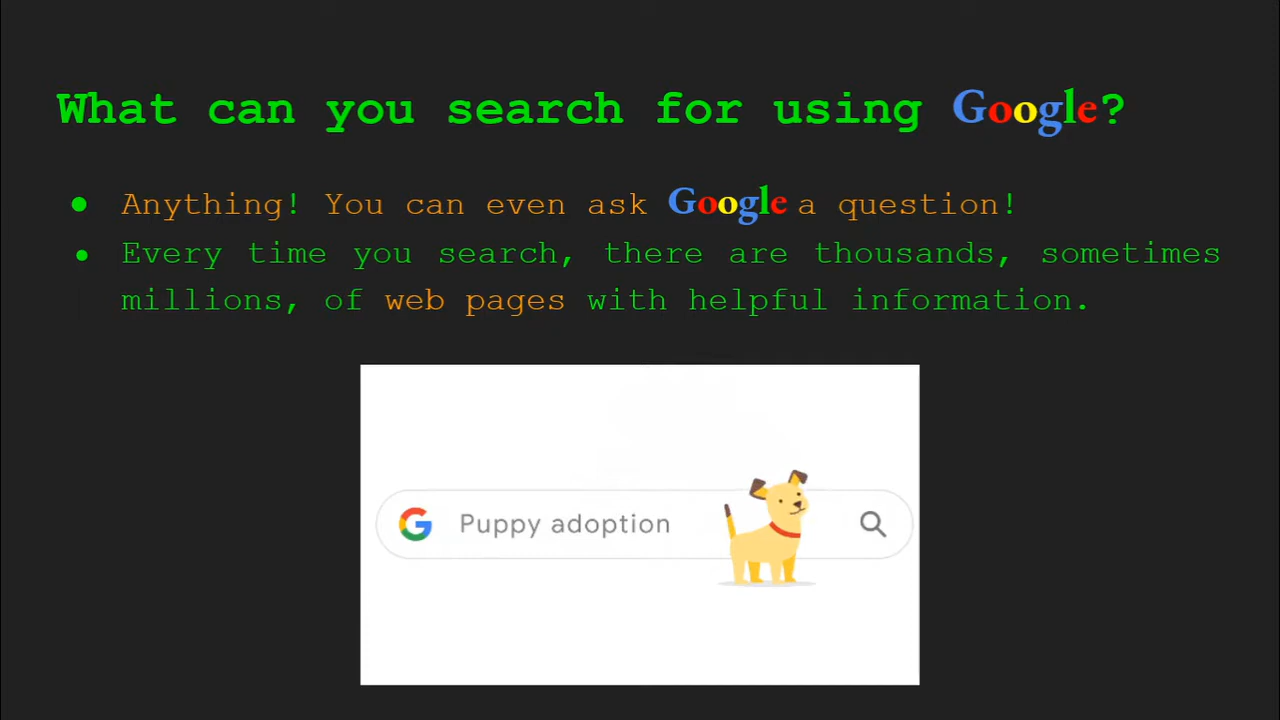 What can you search for using Google?
● Anything! You can even ask Google a question!
● Every time you search, there are thousands, sometimes
millions, of web pages with helpful information.
G Puppy adoption